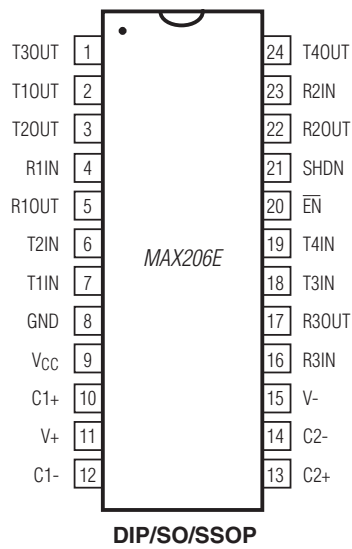 T3OUT 1 24 T4OUT
T1OUT 2 23 R2IN
T2OUT 3 22 R2OUT
R1IN 4 21 SHDN
R1OUT 5 20 E̅N̅
T2IN 6 19 T4IN
MAX206E
T1IN 7 18 T3IN
GND 8 17 R3OUT
VCC 9 16 R3IN
C1+ 10 15 V-
V+ 11 14 C2-
C1- 12 13 C2+
DIP/SO/SSOP